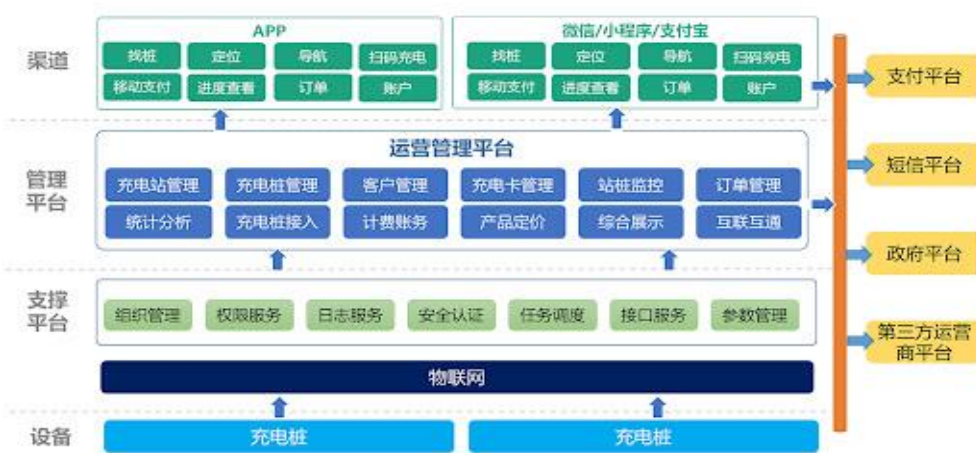 渠道
APP
找桩 定位 导航 扫码充电
移动支付 进度查看 订单 账户
微信/小程序/支付宝
找桩 定位 导航 扫码充电
移动支付 进度查看 订单 账户
管理
平台
运营管理平台
充电站管理 充电桩管理 客户管理 充电卡管理 站桩监控 订单管理
统计分析 充电桩接入 计费账务 产品定价 综合展示 互联互通
支撑
平台
组织管理 权限服务 日志服务 安全认证 任务调度 接口服务 参数管理
物联网
设备
充电桩 充电桩
支付平台
短信平台
政府平台
第三方运营
商平台